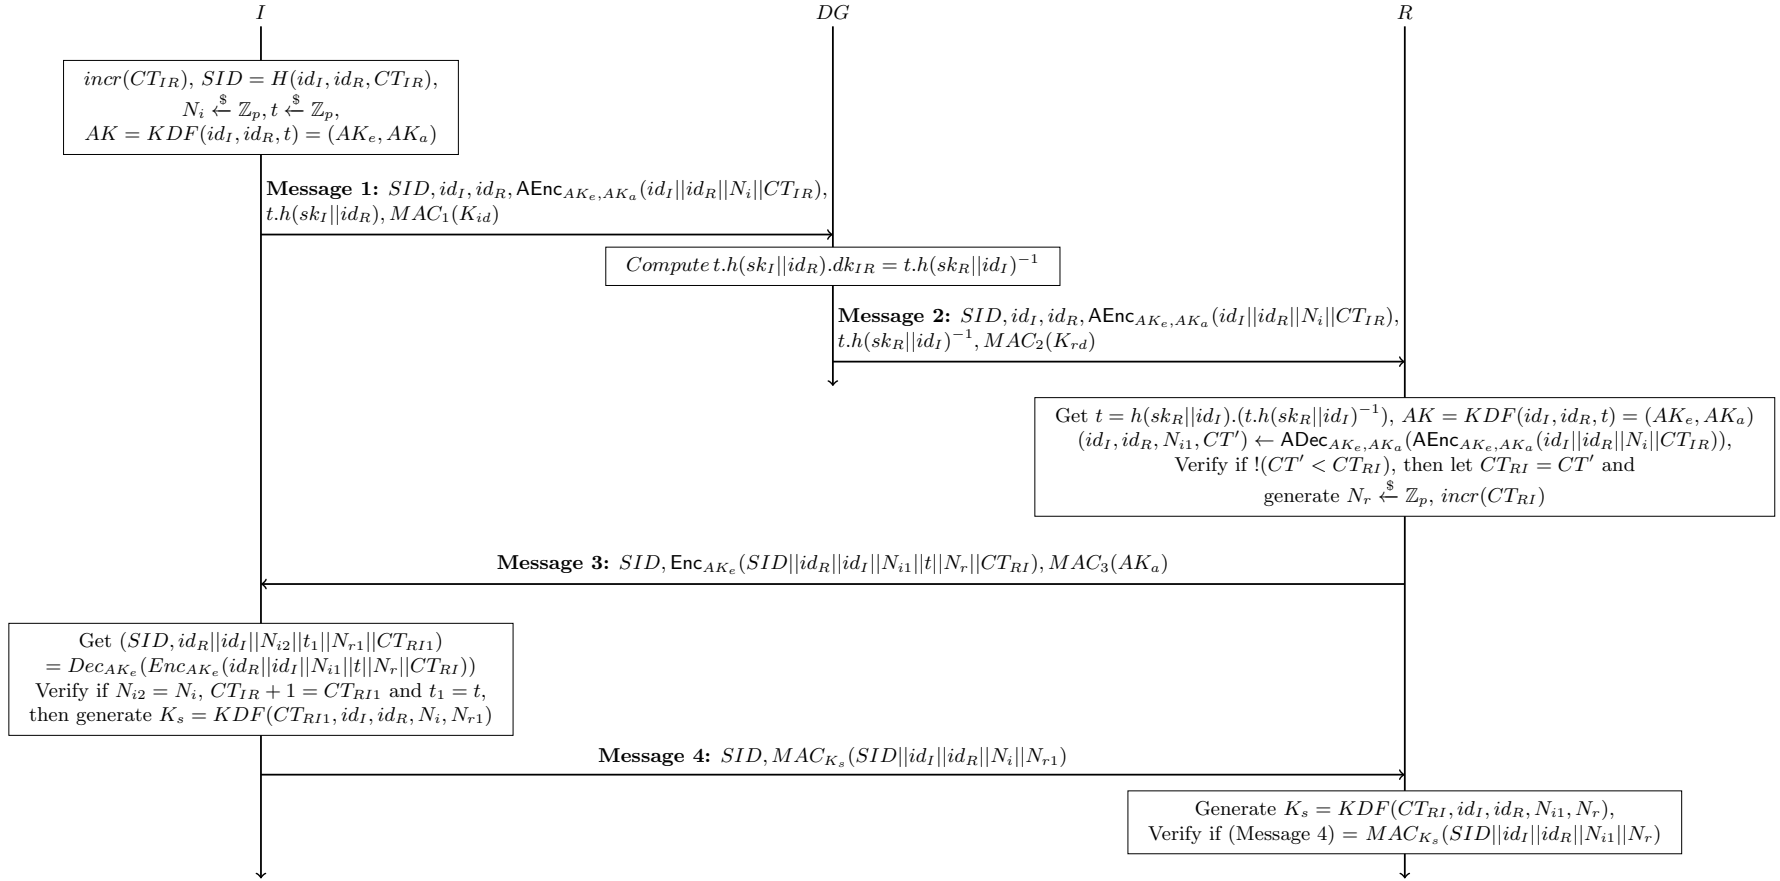 I
DG
R
incr(CT_{IR}), SID = H(id_I, id_R, CT_{IR}),
N_i \xleftarrow{\$} ℤ_p, t \xleftarrow{\$} ℤ_p,
AK = KDF(id_I, id_R, t) = (AK_e, AK_a)
Message 1: SID, id_I, id_R, AEnc_{AK_e,AK_a}(id_I||id_R||N_i||CT_{IR}),
t.h(sk_I||id_R), MAC_1(K_{id})
Compute t.h(sk_I||id_R).dk_{IR} = t.h(sk_R||id_I)^{-1}
Message 2: SID, id_I, id_R, AEnc_{AK_e,AK_a}(id_I||id_R||N_i||CT_{IR}),
t.h(sk_R||id_I)^{-1}, MAC_2(K_{rd})
Get t = h(sk_R||id_I).(t.h(sk_R||id_I)^{-1}), AK = KDF(id_I, id_R, t) = (AK_e, AK_a)
(id_I, id_R, N_{i1}, CT') ← ADec_{AK_e,AK_a}(AEnc_{AK_e,AK_a}(id_I||id_R||N_i||CT_{IR})),
Verify if !(CT' < CT_{RI}), then let CT_{RI} = CT' and
generate N_r \xleftarrow{\$} ℤ_p, incr(CT_{RI})
Message 3: SID, Enc_{AK_e}(SID||id_R||id_I||N_{i1}||t||N_r||CT_{RI}), MAC_3(AK_a)
Get (SID, id_R||id_I||N_{i2}||t_1||N_{r1}||CT_{RI1})
= Dec_{AK_e}(Enc_{AK_e}(id_R||id_I||N_{i1}||t||N_r||CT_{RI}))
Verify if N_{i2} = N_i, CT_{IR} + 1 = CT_{RI1} and t_1 = t,
then generate K_s = KDF(CT_{RI1}, id_I, id_R, N_i, N_{r1})
Message 4: SID, MAC_{K_s}(SID||id_I||id_R||N_i||N_{r1})
Generate K_s = KDF(CT_{RI}, id_I, id_R, N_{i1}, N_r),
Verify if (Message 4) = MAC_{K_s}(SID||id_I||id_R||N_{i1}||N_r)